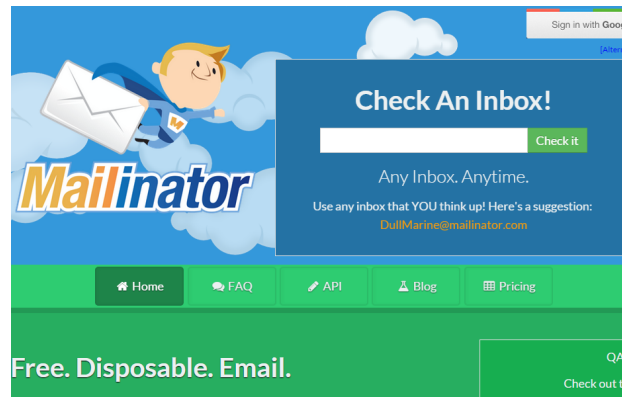 Sign in with Goog
[Altern
Check An Inbox!
Check it
Any Inbox. Anytime.
Use any inbox that YOU think up! Here's a suggestion:
DullMarine@mailinator.com
M
Mailinator
Home
FAQ
API
Blog
Pricing
Free. Disposable. Email.
QA
Check out t